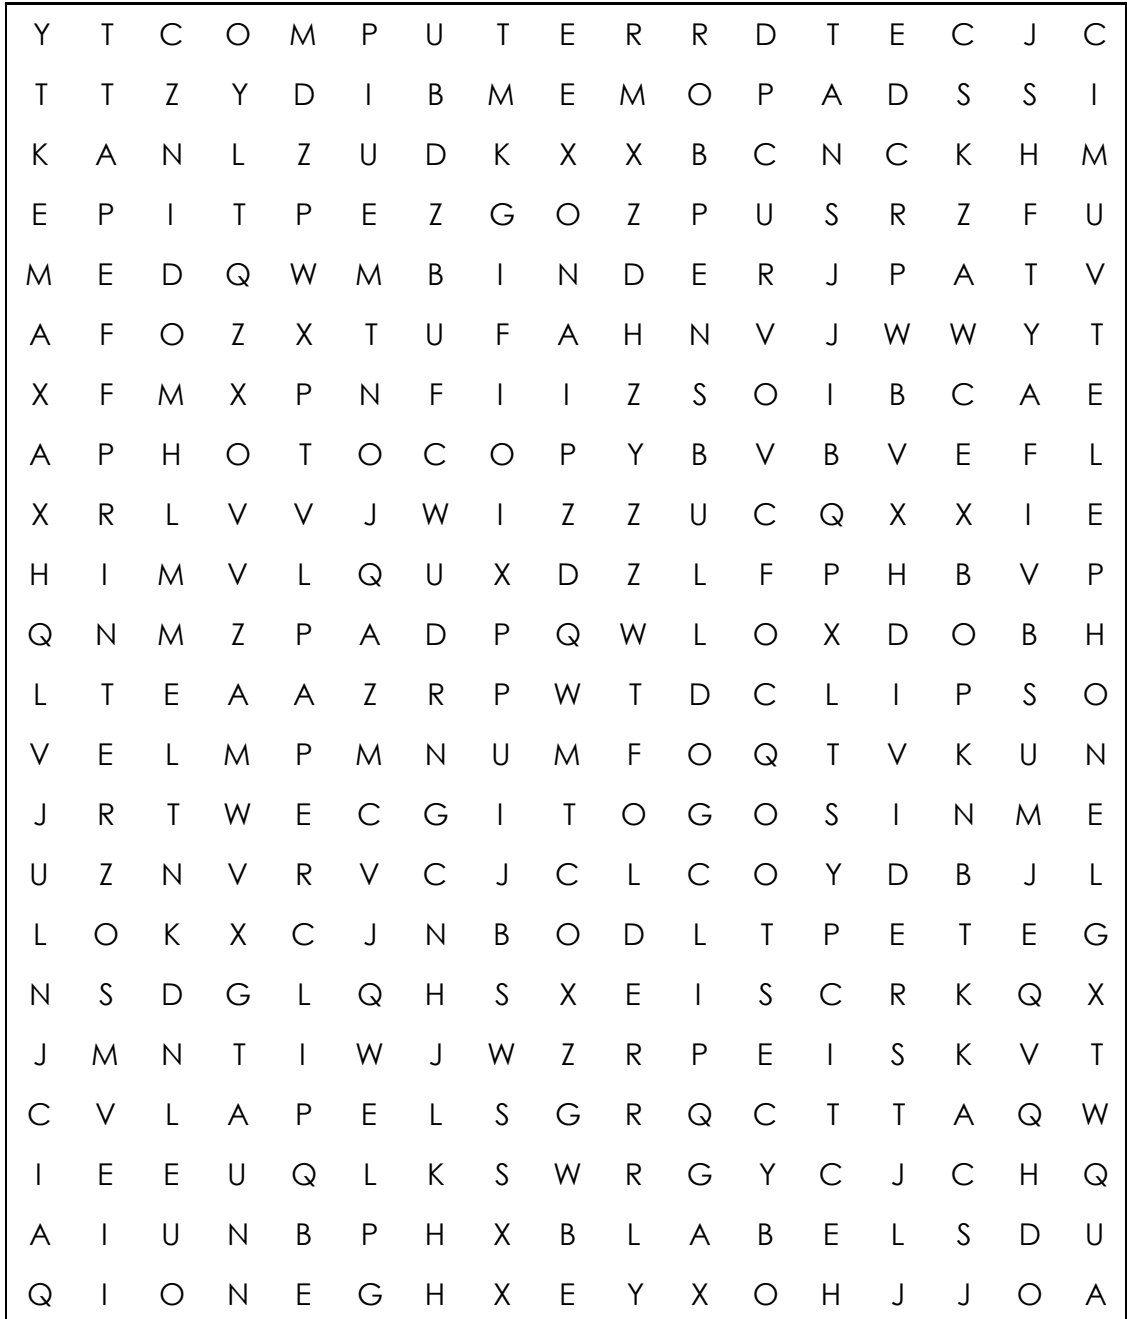 Y T C O M P U T E R R D T E C J C
T T Z Y D I B M E M O P A D S S I
K A N L Z U D K X X B C N C K H M
E P I T P E Z G O Z P U S R Z F U
M E D Q W M B I N D E R J P A T V
A F O Z X T U F A H N V J W W Y T
X F M X P N F I I Z S O I B C A E
A P H O T O C O P Y B V B V E F L
X R L V V J W I Z Z U C Q X X I E
H I M V L Q U X D Z L F P H B V P
Q N M Z P A D P Q W L O X D O B H
L T E A A Z R P W T D C L I P S O
V E L M P M N U M F O Q T V K U N
J R T W E C G I T O G O S I N M E
U Z N V R V C J C L C O Y D B J L
L O K X C J N B O D L T P E T E G
N S D G L Q H S X E I S C R K Q X
J M N T I W J W Z R P E I S K V T
C V L A P E L S G R Q C T T A Q W
I E E U Q L K S W R G Y C J C H Q
A I U N B P H X B L A B E L S D U
Q I O N E G H X E Y X O H J J O A